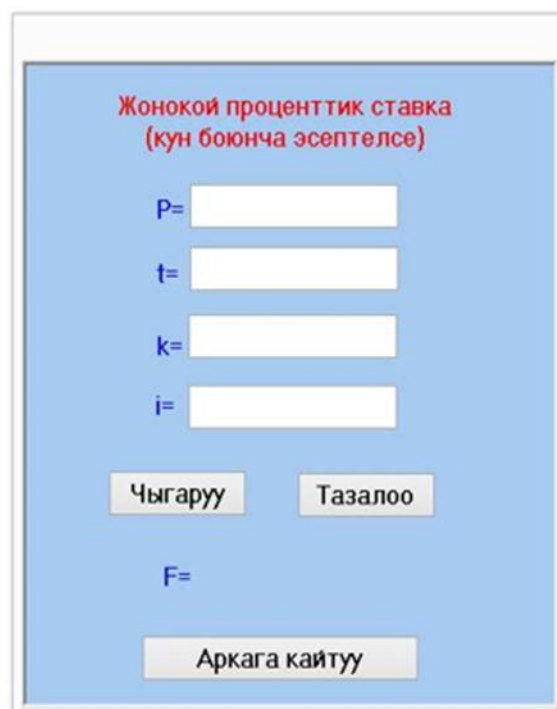 Жонокой проценттик ставка
(кун боюнча эсептелсе)
P=
t=
k=
i=
Чыгаруу Тазалоо
F=
Аркага кайтуу